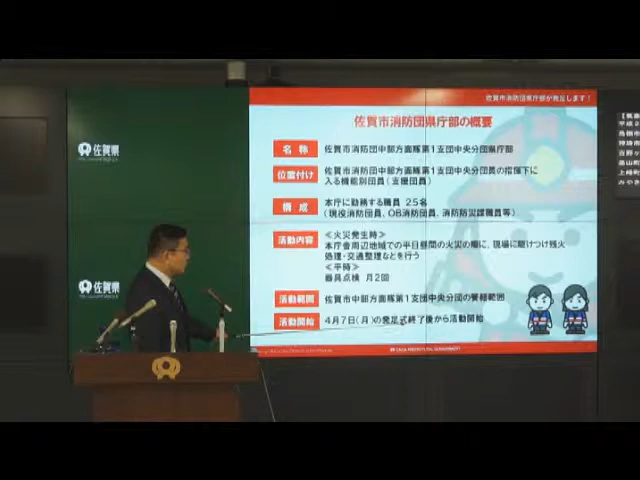 佐賀市消防団県庁部が発足します!
佐賀市消防団県庁部の概要
佐賀県
名称
佐賀市消防団中部方面隊第1支団中央分団県庁部
位置付け
佐賀市消防団中部方面隊第1支団中央分団員の指揮下に
入る機能別団員(支援団員)
構成
本庁に勤務する職員 25名
(現役消防団員、OB消防団員、消防防災課職員等)
活動内容
≪火災発生時≫
本庁舎周辺地域での平日昼間の火災の際に、現場に駆けつけ残火
処理・交通整理などを行う
≪平時≫
器具点検 月2回
佐賀県
活動範囲
佐賀市中部方面隊第1支団中央分団の管轄範囲
活動開始
4月7日(月)の発足式終了後から活動開始
SAGA PREFECTURAL GOVERNMENT